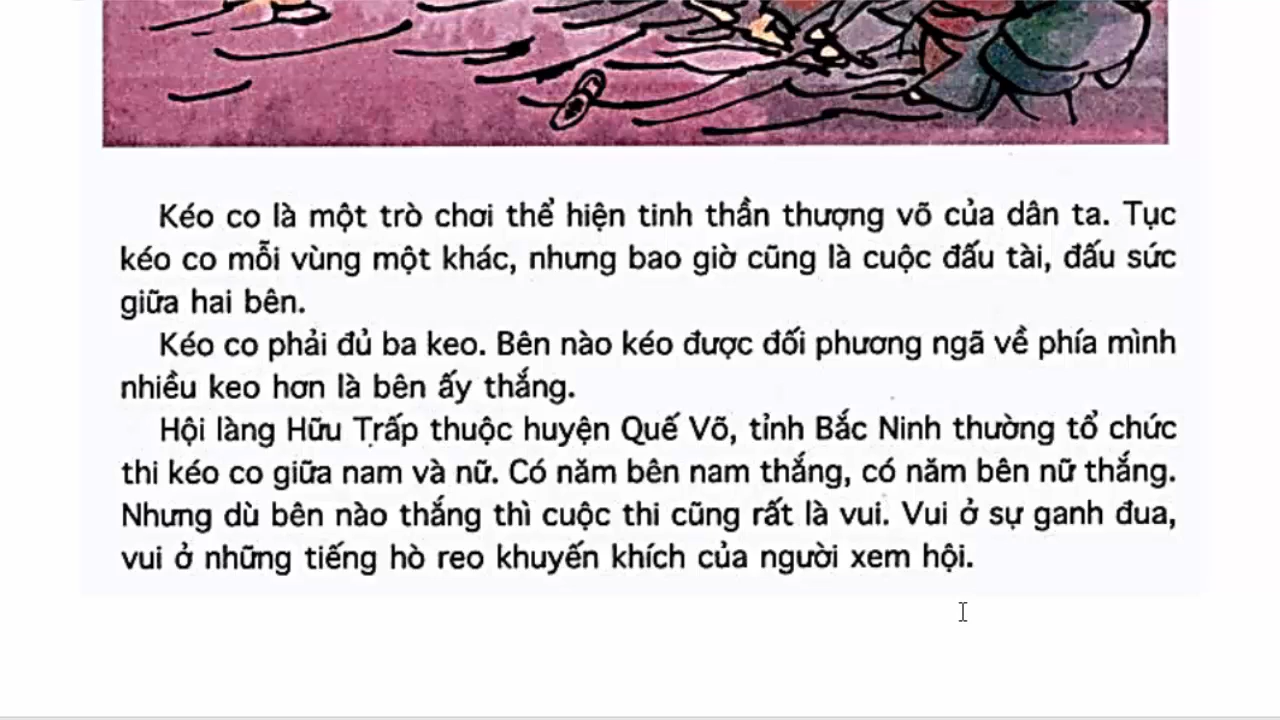 Kéo co là một trò chơi thể hiện tinh thần thượng võ của dân ta. Tục
kéo co mỗi vùng một khác, nhưng bao giờ cũng là cuộc đấu tài, đấu sức
giữa hai bên.
Kéo co phải đủ ba keo. Bên nào kéo được đối phương ngã về phía mình
nhiều keo hơn là bên ấy thắng.
Hội làng Hữu Trấp thuộc huyện Quế Võ, tỉnh Bắc Ninh thường tổ chức
thi kéo co giữa nam và nữ. Có năm bên nam thắng, có năm bên nữ thắng.
Nhưng dù bên nào thắng thì cuộc thi cũng rất là vui. Vui ở sự ganh đua,
vui ở những tiếng hò reo khuyến khích của người xem hội.